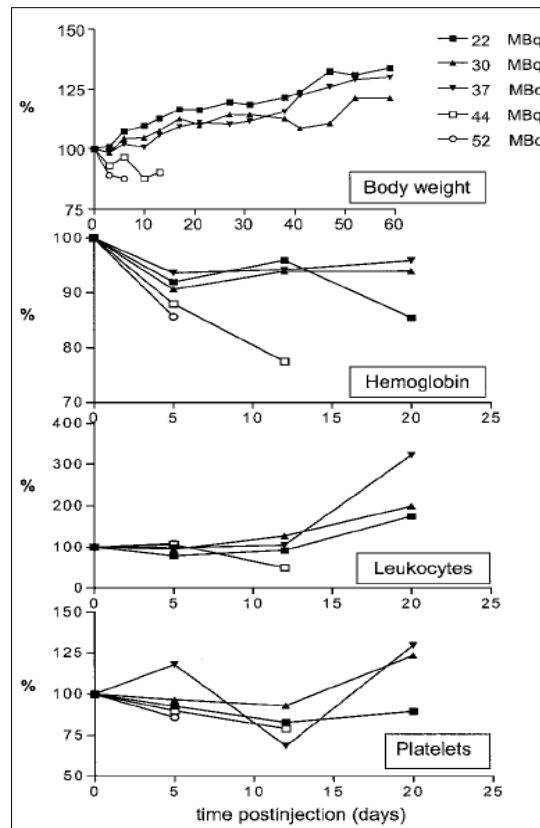 150
125
%
100
75
0 10 20 30 40 50 60
22 MBq
30 MBq
37 MBq
44 MBq
52 MBq
Body weight
100
90
%
80
70
0 5 10 15 20 25
Hemoglobin
400
300
%
200
100
0
0 5 10 15 20 25
Leukocytes
150
125
%
100
75
50
0 5 10 15 20 25
Platelets
time postinjection (days)